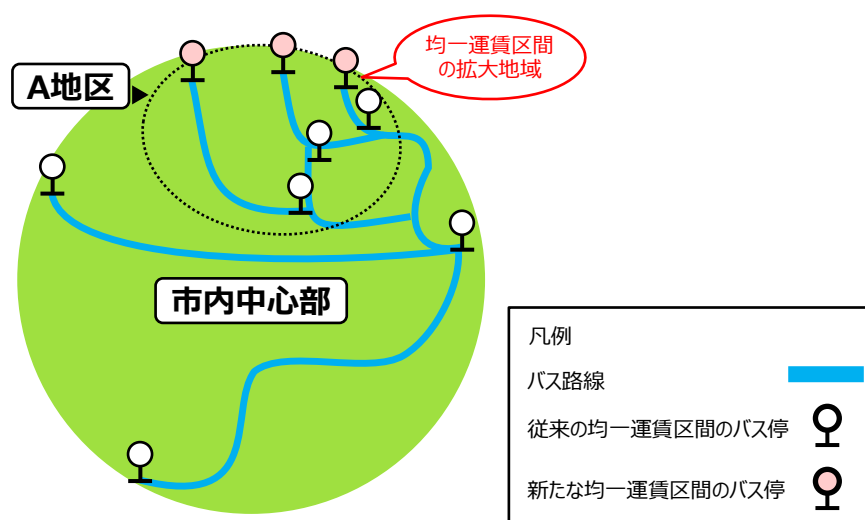 均一運賃区間
の拡大地域
A地区
市内中心部
凡例
バス路線
従来の均一運賃区間のバス停
新たな均一運賃区間のバス停